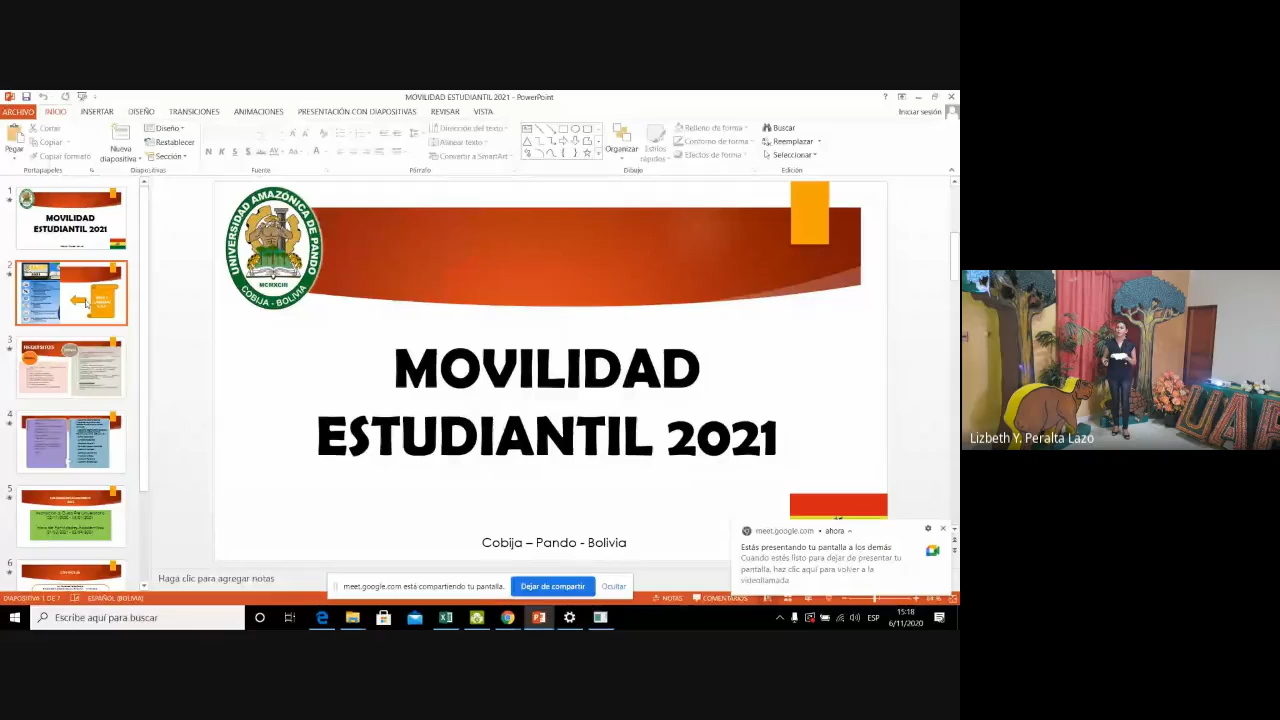 MOVILIDAD ESTUDIANTIL 2021 - PowerPoint
ARCHIVO INICIO INSERTAR DISEÑO TRANSICIONES ANIMACIONES PRESENTACIÓN CON DIAPOSITIVAS REVISAR VISTA
Iniciar sesión
Pegar
Cortar
Copiar
Copiar formato
Portapapeles
Nueva diapositiva
Diseño
Restablecer
Sección
Diapositivas
Fuente
Dirección del texto
Alinear texto
Convertir a SmartArt
Párrafo
Organizar
Estilos rápidos
Relleno de forma
Contorno de forma
Efectos de forma
Dibujo
Buscar
Reemplazar
Seleccionar
Edición
1
MOVILIDAD
ESTUDIANTIL 2021
2
3
REQUISITOS
4
5
6
UNIVERSIDAD AMAZÓNICA DE PANDO
MCMXCIII
COBIJA - BOLIVIA
MOVILIDAD
ESTUDIANTIL 2021
Cobija – Pando - Bolivia
meet.google.com • ahora
Estás presentando tu pantalla a los demás
Cuando estés listo para dejar de presentar tu
pantalla, haz clic aquí para volver a la
videollamada
Haga clic para agregar notas
meet.google.com está compartiendo tu pantalla.
Dejar de compartir
Ocultar
DIAPOSITIVA 1 DE 7 ESPAÑOL (BOLIVIA)
NOTAS COMENTARIOS
Escribe aquí para buscar
ESP
15:18
6/11/2020
UAP
Lizbeth Y. Peralta Lazo